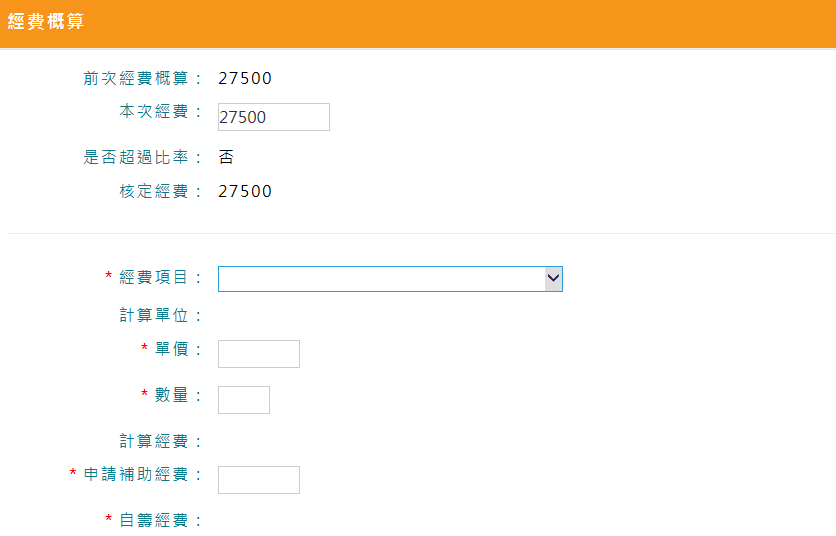 經費概算
前次經費概算： 27500
本次經費： 27500
是否超過比率： 否
核定經費： 27500
* 經費項目：
計算單位：
* 單價：
* 數量：
計算經費：
* 申請補助經費：
* 自籌經費：